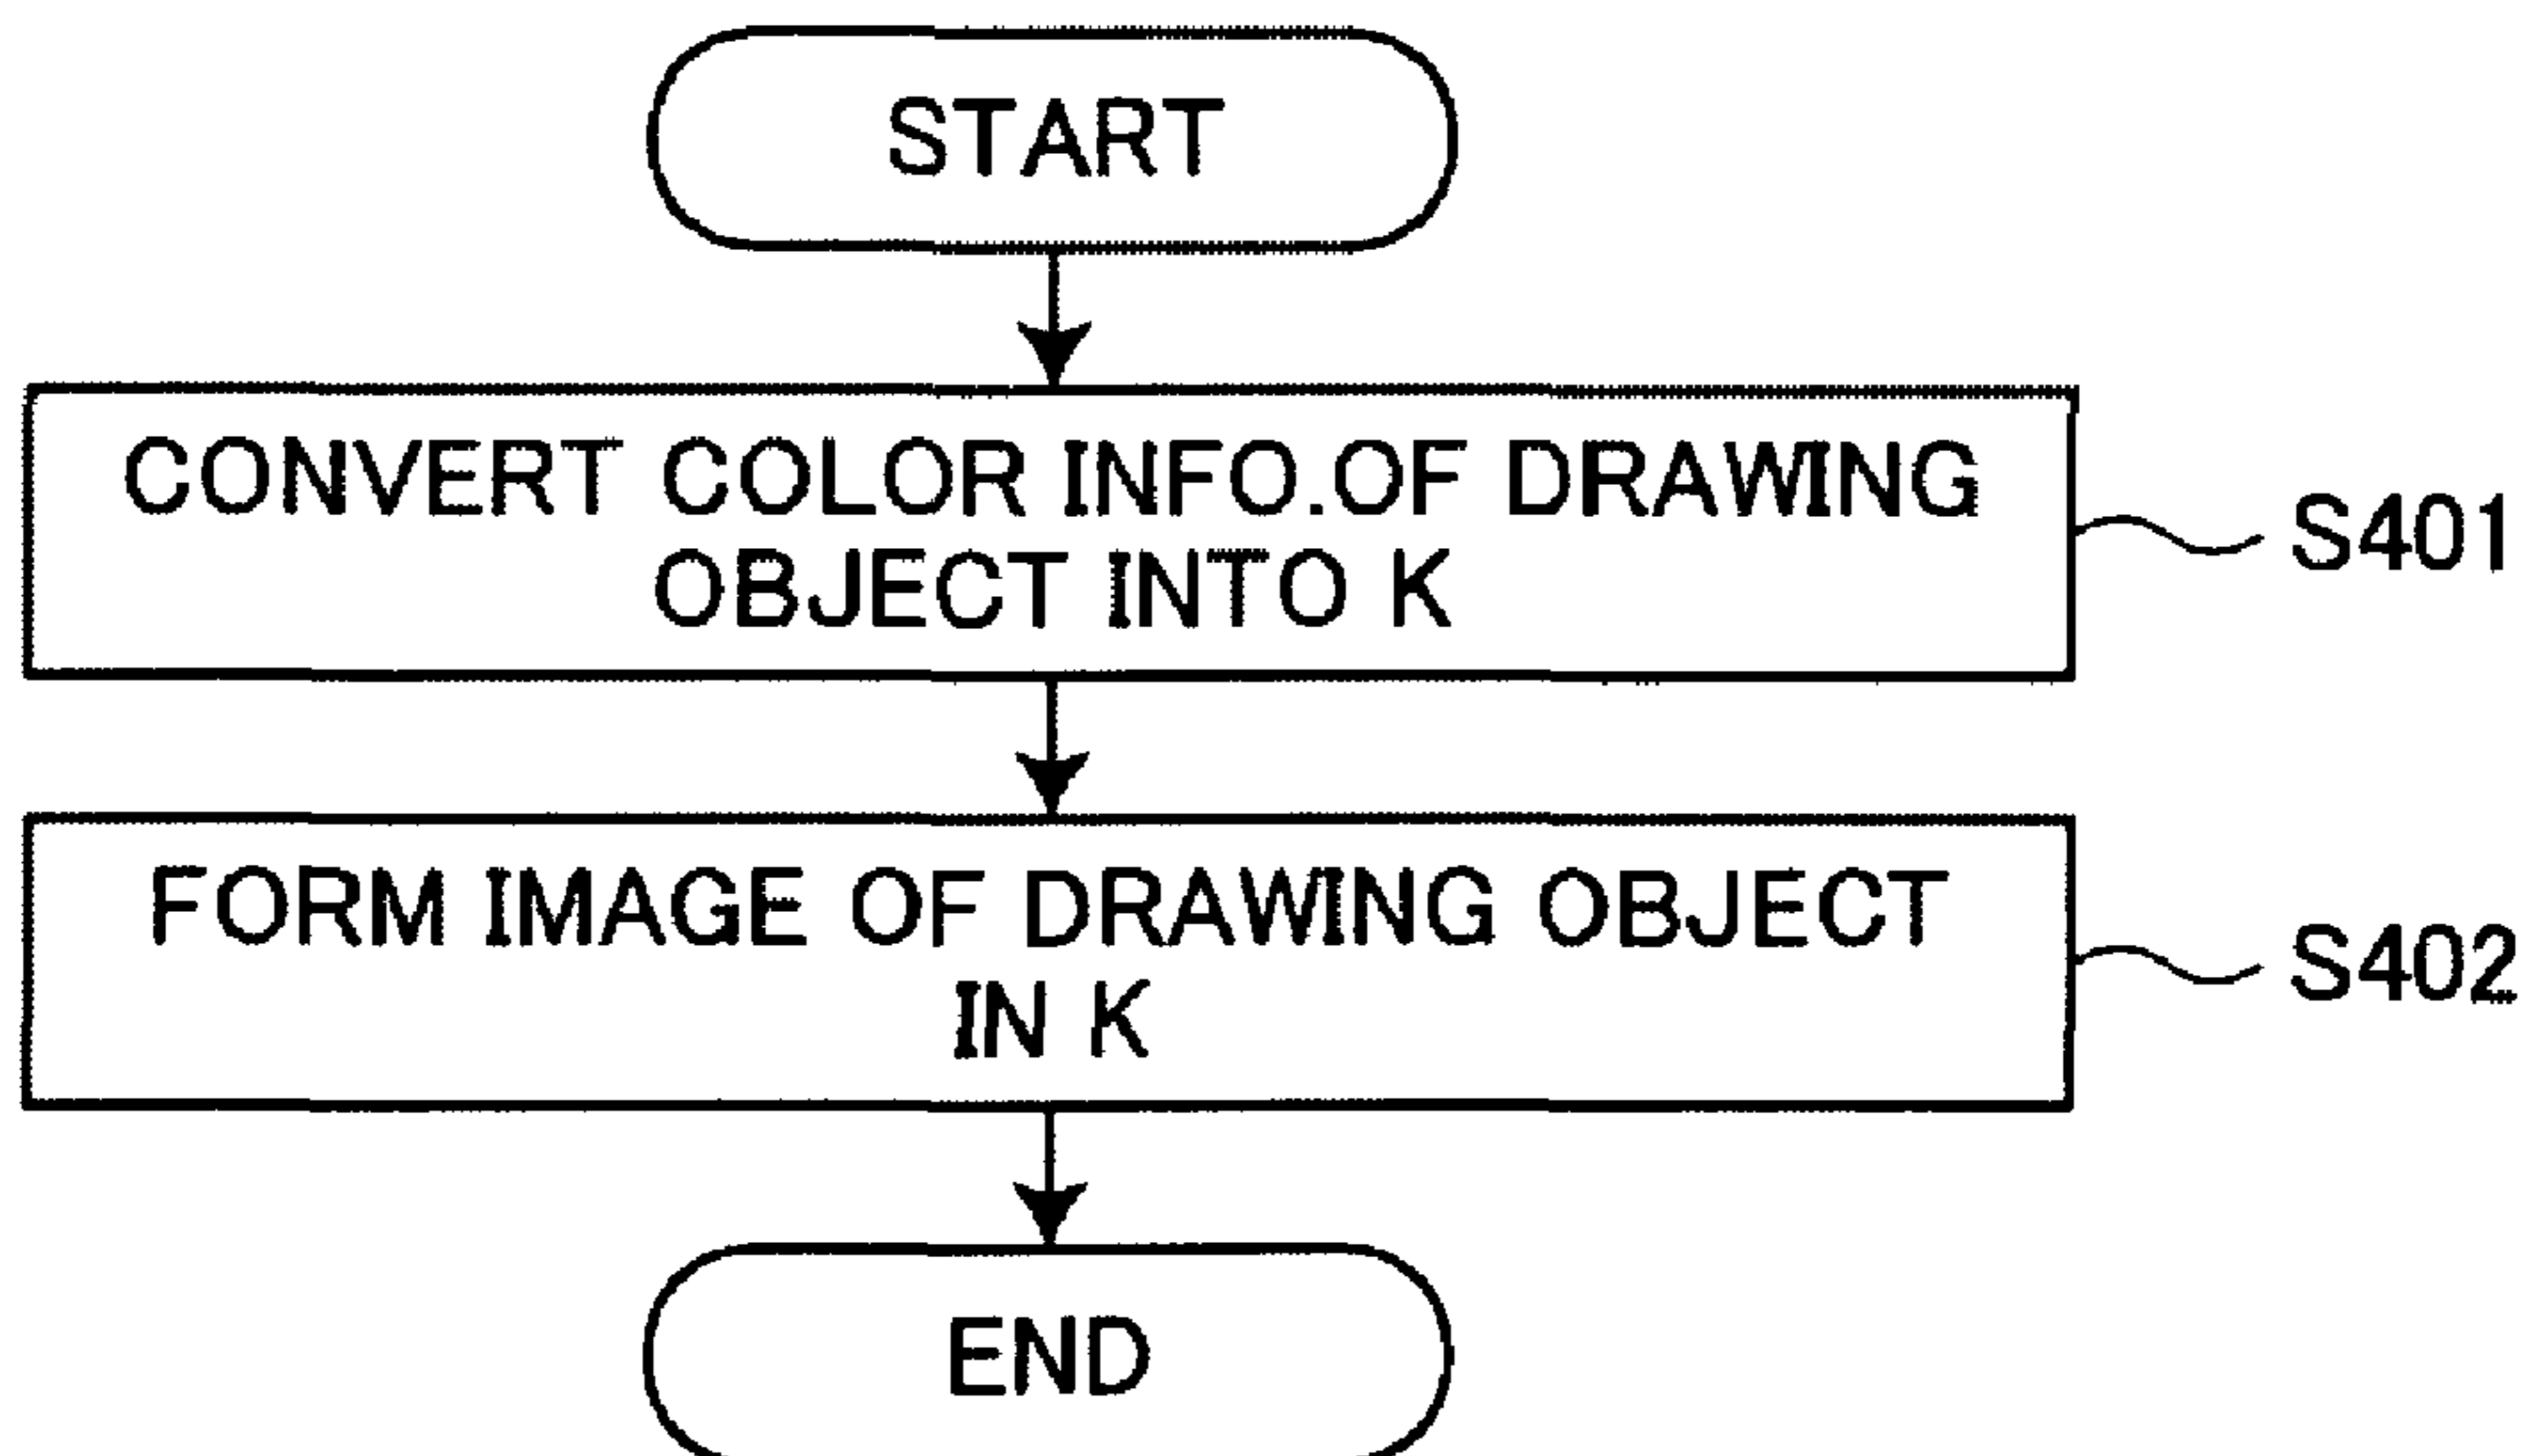 START
CONVERT COLOR INFO.OF DRAWING
OBJECT INTO K
S401
FORM IMAGE OF DRAWING OBJECT
IN K
S402
END